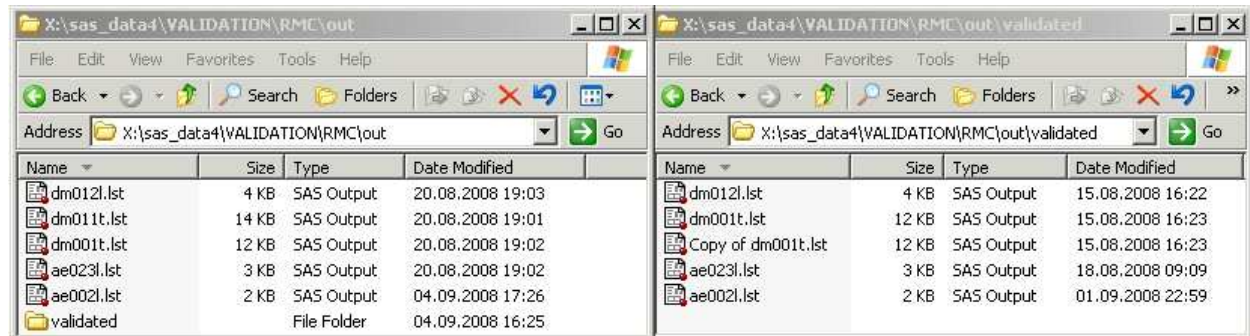 X:\sas_data4\VALIDATION\RMC\out
File Edit View Favorites Tools Help
Back Search Folders
Address X:\sas_data4\VALIDATION\RMC\out Go
Name Size Type Date Modified
dm012l.lst 4 KB SAS Output 20.08.2008 19:03
dm011t.lst 14 KB SAS Output 20.08.2008 19:01
dm001t.lst 12 KB SAS Output 20.08.2008 19:02
ae023l.lst 3 KB SAS Output 20.08.2008 19:02
ae002l.lst 2 KB SAS Output 04.09.2008 17:26
validated File Folder 04.09.2008 16:25
X:\sas_data4\VALIDATION\RMC\out\validated
File Edit View Favorites Tools Help
Back Search Folders »
Address X:\sas_data4\VALIDATION\RMC\out\validated Go
Name Size Type Date Modified
dm012l.lst 4 KB SAS Output 15.08.2008 16:22
dm001t.lst 12 KB SAS Output 15.08.2008 16:23
Copy of dm001t.lst 12 KB SAS Output 15.08.2008 16:23
ae023l.lst 3 KB SAS Output 18.08.2008 09:09
ae002l.lst 2 KB SAS Output 01.09.2008 22:59